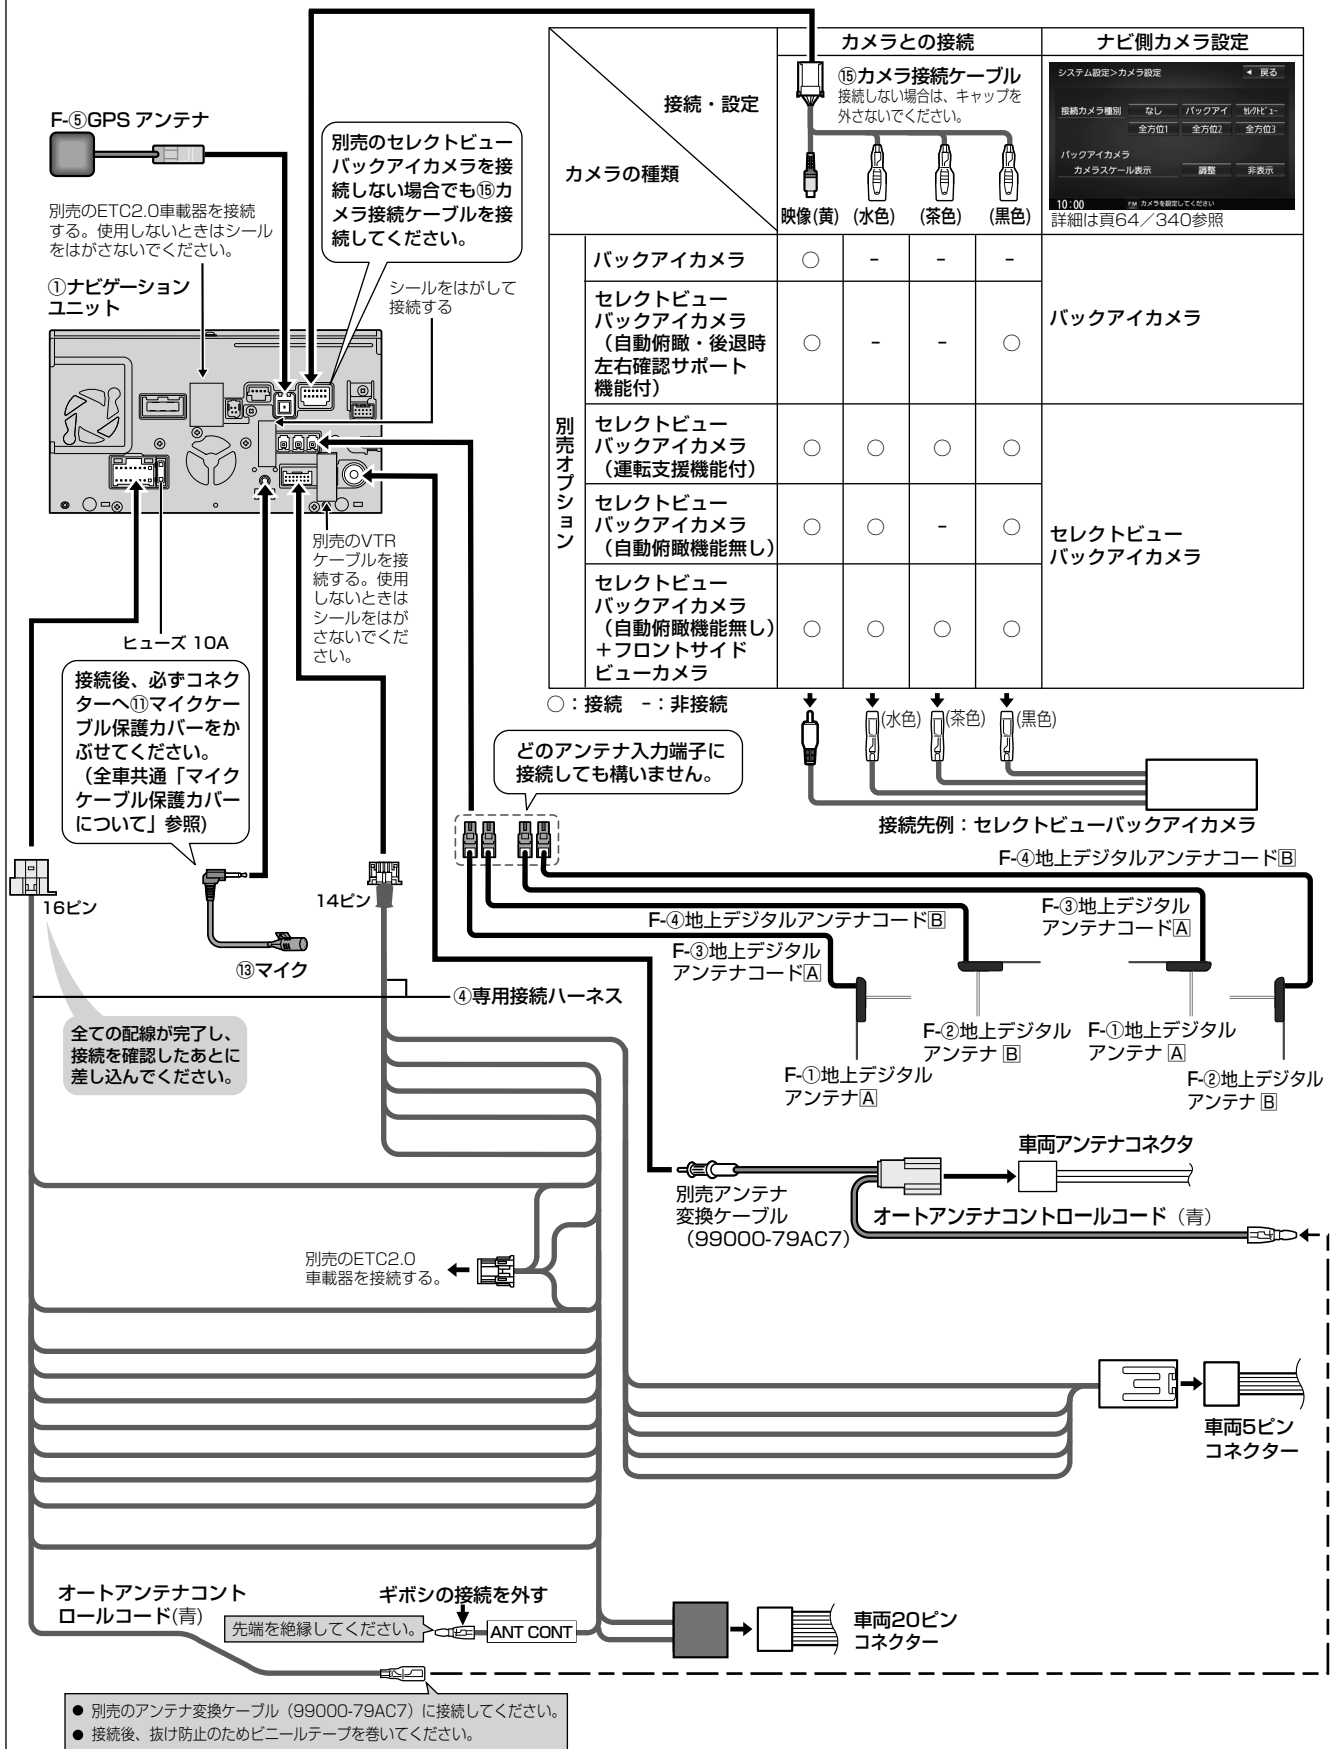 カメラとの接続
ナビ側カメラ設定
接続・設定
カメラの種類
⑮カメラ接続ケーブル
接続しない場合は、キャップを
外さないでください。
映像(黄)
(水色)
(茶色)
(黒色)
システム設定>カメラ設定
◀ 戻る
接続カメラ種別
なし
バックアイ
ｾﾚｸﾄﾋﾞｭｰ
全方位1
全方位2
全方位3
バックアイカメラ
カメラスケール表示
調整
非表示
10:00
FM カメラを設定してください
詳細は頁64／340参照
別売オプション
バックアイカメラ
○
−
−
−
セレクトビュー
バックアイカメラ
（自動俯瞰・後退時
左右確認サポート
機能付）
○
−
−
○
バックアイカメラ
セレクトビュー
バックアイカメラ
（運転支援機能付）
○
○
○
○
セレクトビュー
バックアイカメラ
（自動俯瞰機能無し）
○
○
−
○
セレクトビュー
バックアイカメラ
（自動俯瞰機能無し）
＋フロントサイド
ビューカメラ
○
○
○
○
セレクトビュー
バックアイカメラ
○：接続　−：非接続
(水色)
(茶色)
(黒色)
接続先例：セレクトビューバックアイカメラ
F-⑤GPS アンテナ
別売のETC2.0車載器を接続
する。使用しないときはシール
をはがさないでください。
①ナビゲーション
ユニット
別売のセレクトビュー
バックアイカメラを接
続しない場合でも⑮カ
メラ接続ケーブルを接
続してください。
シールをはがして
接続する
別売のVTR
ケーブルを接
続する。使用
しないときは
シールをはが
さないでくだ
さい。
ヒューズ 10A
接続後、必ずコネク
ターへ⑪マイクケー
ブル保護カバーをか
ぶせてください。
（全車共通「マイク
ケーブル保護カバー
について」参照)
どのアンテナ入力端子に
接続しても構いません。
16ピン
14ピン
⑬マイク
④専用接続ハーネス
全ての配線が完了し、
接続を確認したあとに
差し込んでください。
F-④地上デジタルアンテナコードB
F-④地上デジタルアンテナコードB
F-③地上デジタル
アンテナコードA
F-③地上デジタル
アンテナコードA
F-②地上デジタル
アンテナ B
F-①地上デジタル
アンテナ A
F-①地上デジタル
アンテナA
F-②地上デジタル
アンテナ B
車両アンテナコネクタ
別売アンテナ
変換ケーブル
（99000-79AC7）
オートアンテナコントロールコード（青）
別売のETC2.0
車載器を接続する。
車両5ピン
コネクター
オートアンテナコント
ロールコード(青)
ギボシの接続を外す
先端を絶縁してください。
ANT CONT
車両20ピン
コネクター
● 別売のアンテナ変換ケーブル（99000-79AC7）に接続してください。
● 接続後、抜け防止のためビニールテープを巻いてください。